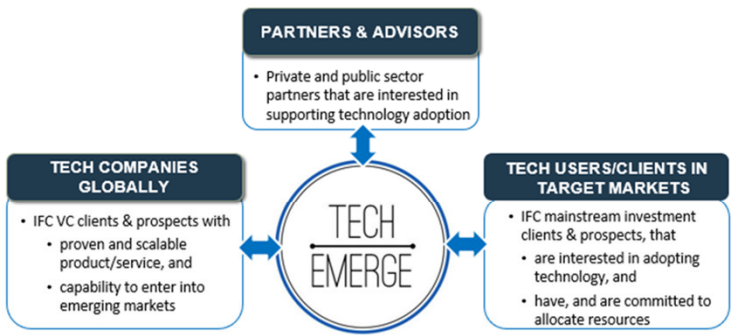 PARTNERS & ADVISORS
• Private and public sector
partners that are interested in
supporting technology adoption
TECH COMPANIES
GLOBALLY
• IFC VC clients & prospects with
• proven and scalable
product/service, and
• capability to enter into
emerging markets
TECH
EMERGE
TECH USERS/CLIENTS IN
TARGET MARKETS
• IFC mainstream investment
clients & prospects, that
• are interested in adopting
technology, and
• have, and are committed to
allocate resources